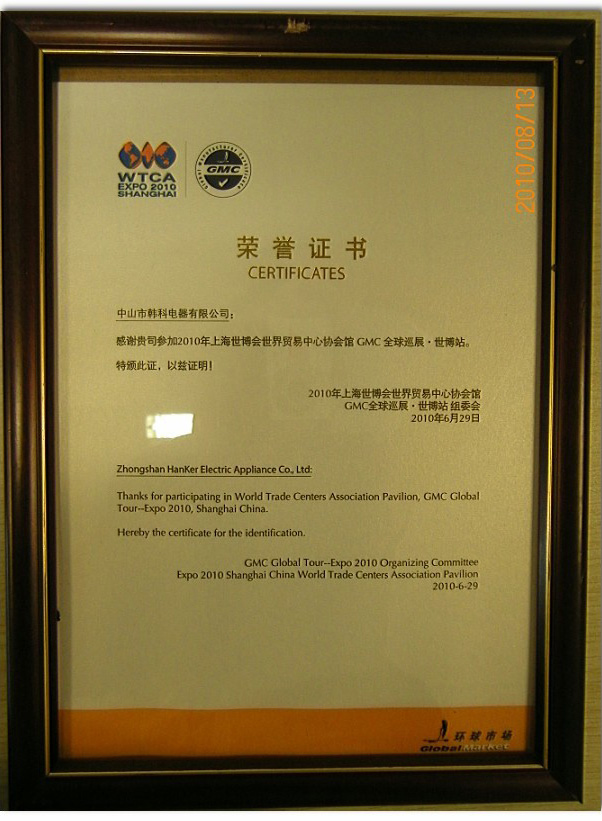 WTCA
EXPO 2010
SHANGHAI
GMC
2010/08/13
荣誉证书
CERTIFICATES
中山市韩科电器有限公司：
感谢贵司参加2010年上海世博会世界贸易中心协会馆 GMC 全球巡展·世博站。
特颁此证，以兹证明！
2010年上海世博会世界贸易中心协会馆
GMC全球巡展·世博站 组委会
2010年6月29日
Zhongshan HanKer Electric Appliance Co., Ltd:
Thanks for participating in World Trade Centers Association Pavilion, GMC Global
Tour--Expo 2010, Shanghai China.
Hereby the certificate for the identification.
GMC Global Tour--Expo 2010 Organizing Committee
Expo 2010 Shanghai China World Trade Centers Association Pavilion
2010-6-29
环球市场
GlobalMarket